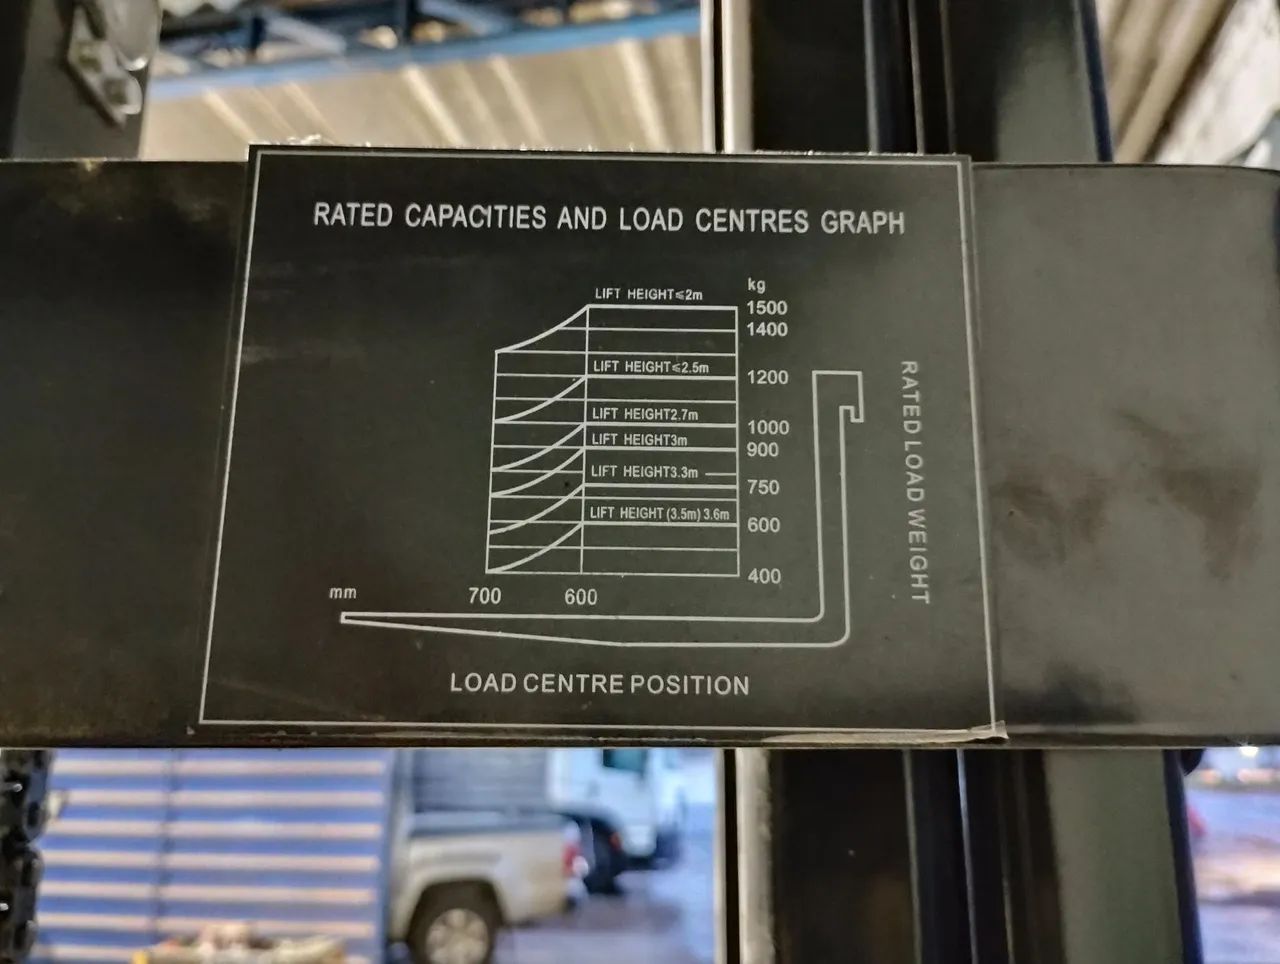 RATED CAPACITIES AND LOAD CENTRES GRAPH
kg
LIFT HEIGHT≤2m
1500
1400
LIFT HEIGHT≤2.5m
1200
LIFT HEIGHT2.7m
1000
LIFT HEIGHT3m
900
LIFT HEIGHT3.3m
750
LIFT HEIGHT(3.5m)3.6m
600
400
RATED LOAD WEIGHT
mm
700
600
LOAD CENTRE POSITION